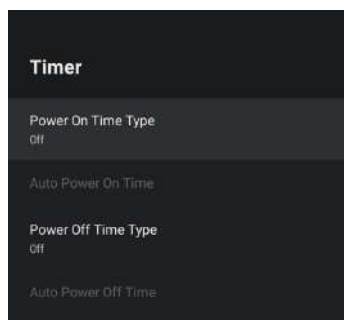 Timer
Power On Time Type
Off
Auto Power On Time
Power Off Time Type
Off
Auto Power Off Time